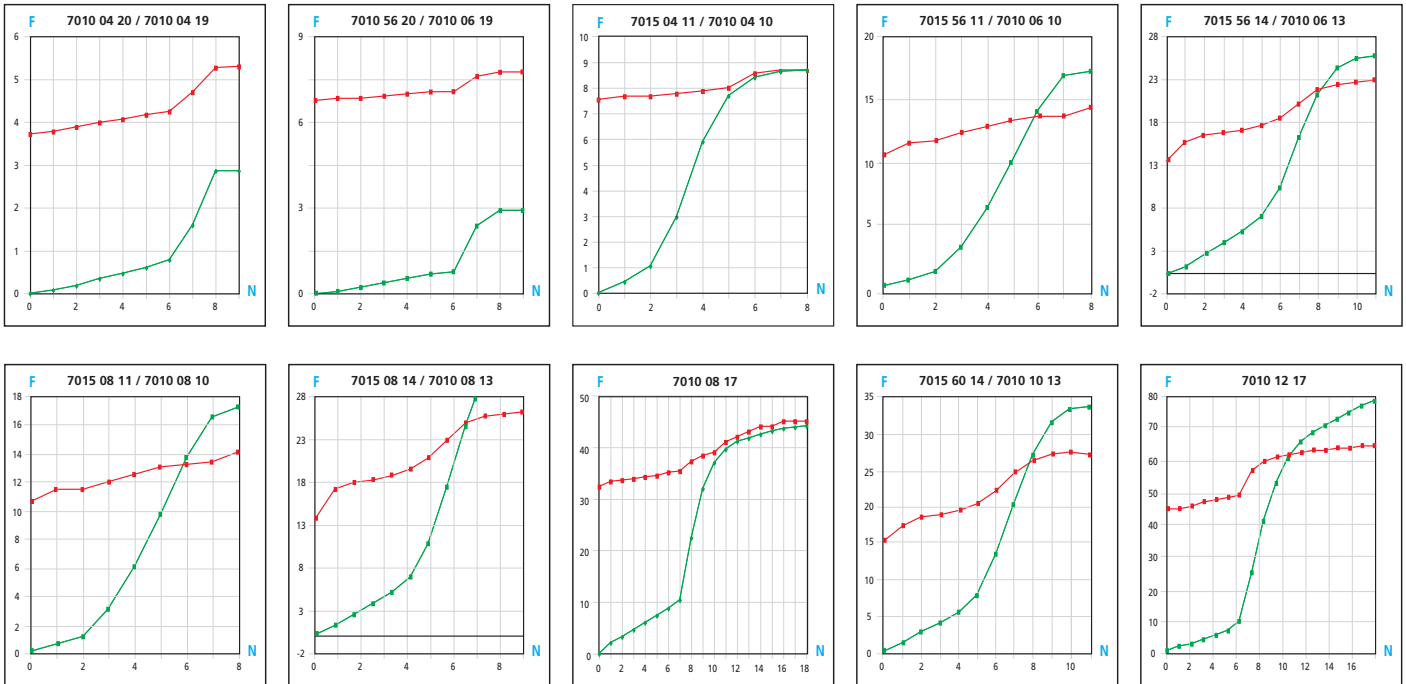 7010 04 20 / 7010 04 19
F
6
5
4
3
2
1
0
0 2 4 6 8
N
7010 56 20 / 7010 06 19
F
9
6
3
0
0 2 4 6 8
N
7015 04 11 / 7010 04 10
F
10
9
8
7
6
5
4
3
2
1
0
0 2 4 6 8
N
7015 56 11 / 7010 06 10
F
20
15
10
5
0
0 2 4 6 8
N
7015 56 14 / 7010 06 13
F
28
23
18
13
8
3
-2
0 2 4 6 8 10
N
7015 08 11 / 7010 08 10
F
18
16
14
12
10
8
6
4
2
0
0 2 4 6 8
N
7015 08 14 / 7010 08 13
F
28
23
18
13
8
3
-2
0 2 4 6 8
N
7010 08 17
F
50
40
30
20
10
0
0 2 4 6 8 10 12 14 16 18
N
7015 60 14 / 7010 10 13
F
35
30
25
20
15
10
5
0
0 2 4 6 8 10
N
7010 12 17
F
80
70
60
50
40
30
20
10
0
0 2 4 6 8 10 12 14 16
N